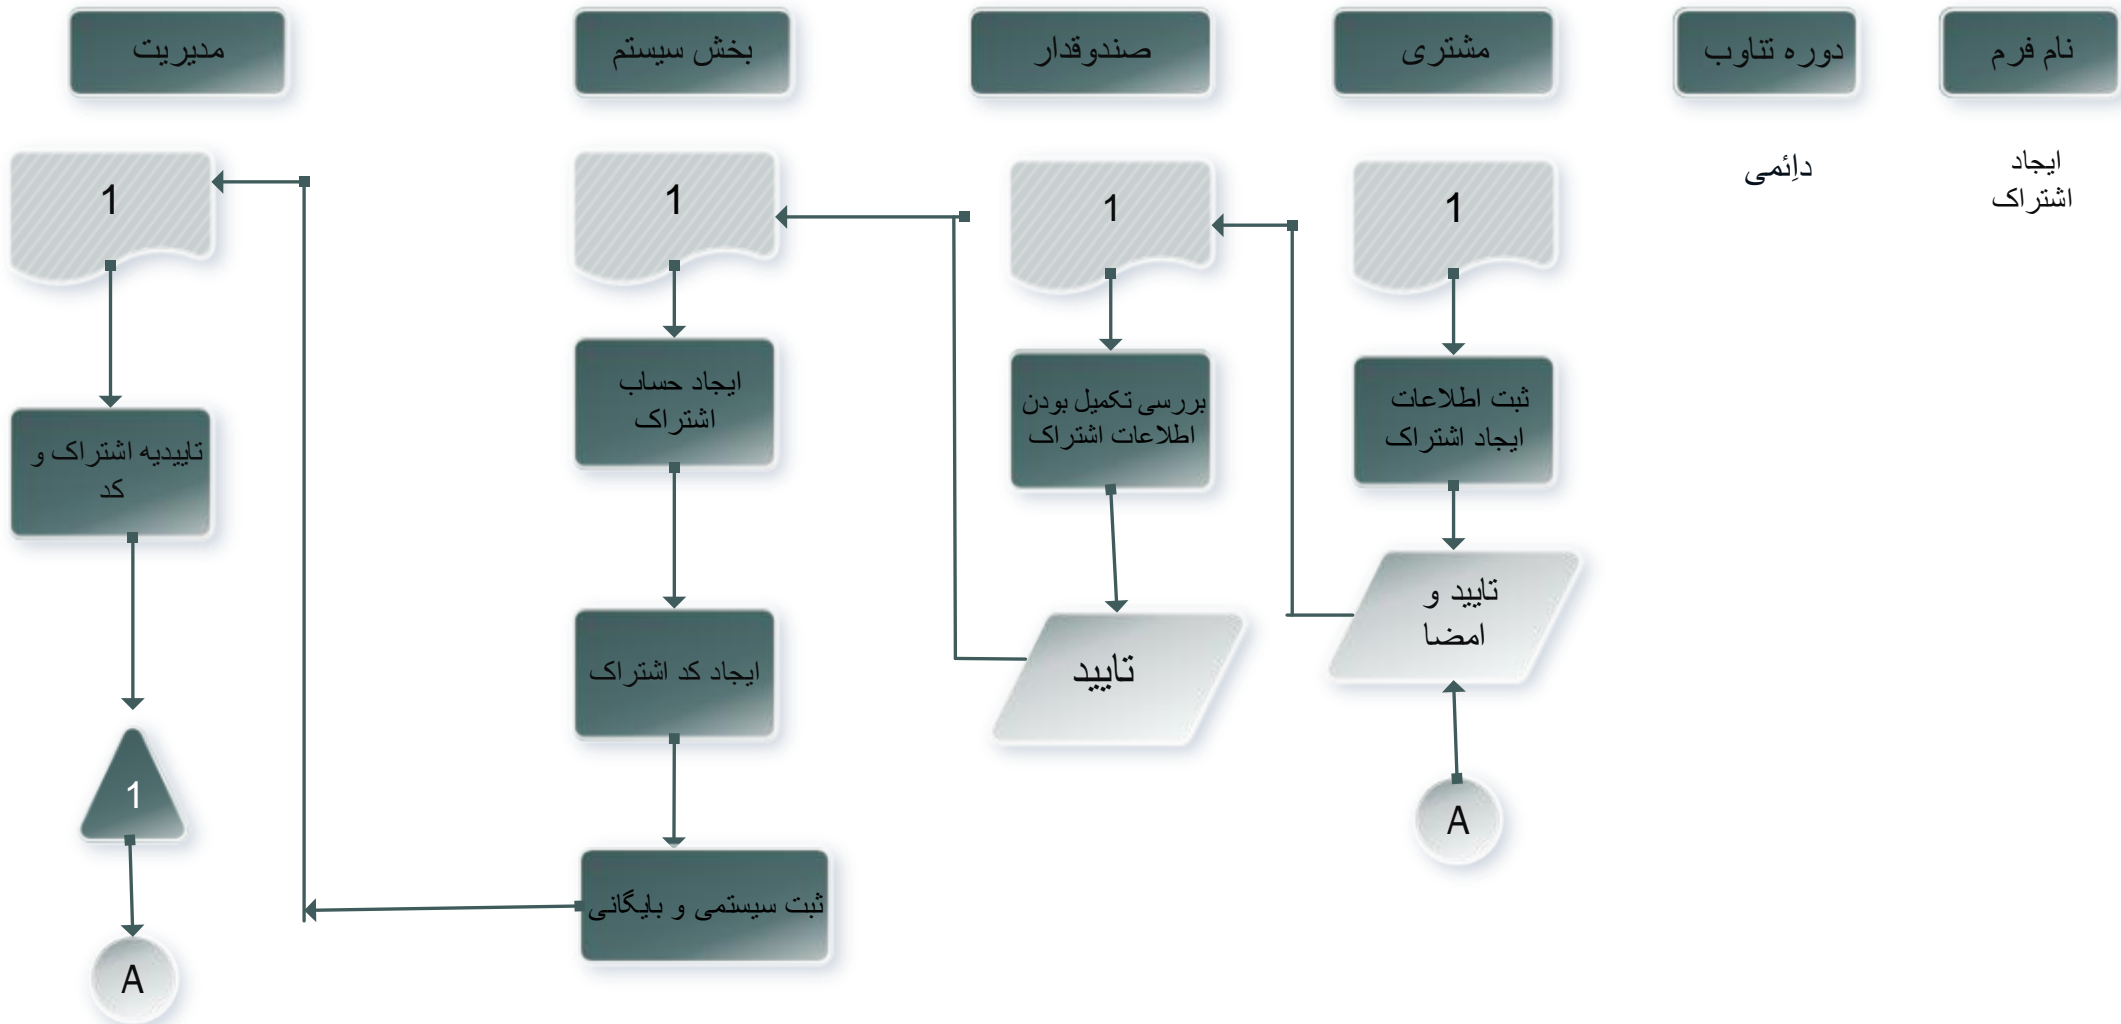 نام فرم
دوره تناوب
مشتری
صندوقدار
بخش سیستم
مدیریت
ایجاد
اشتراک
داِئمی
1
ثبت اطلاعات
ایجاد اشتراک
تایید و
امضا
A
1
بررسی تکمیل بودن
اطلاعات اشتراک
تایید
1
ایجاد حساب
اشتراک
ایجاد کد اشتراک
ثبت سیستمی و بایگانی
1
تاییدیه اشتراک و
کد
1
A